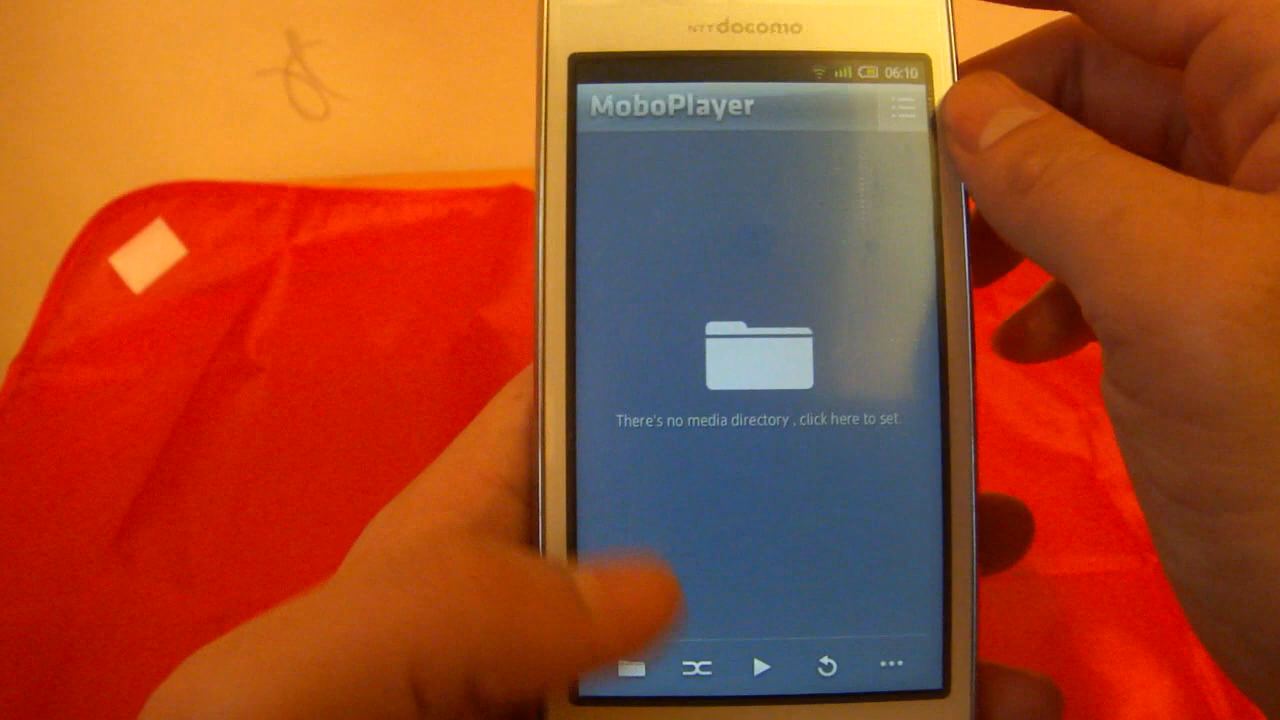 NTT docomo
06:10
MoboPlayer
There's no media directory , click here to set.